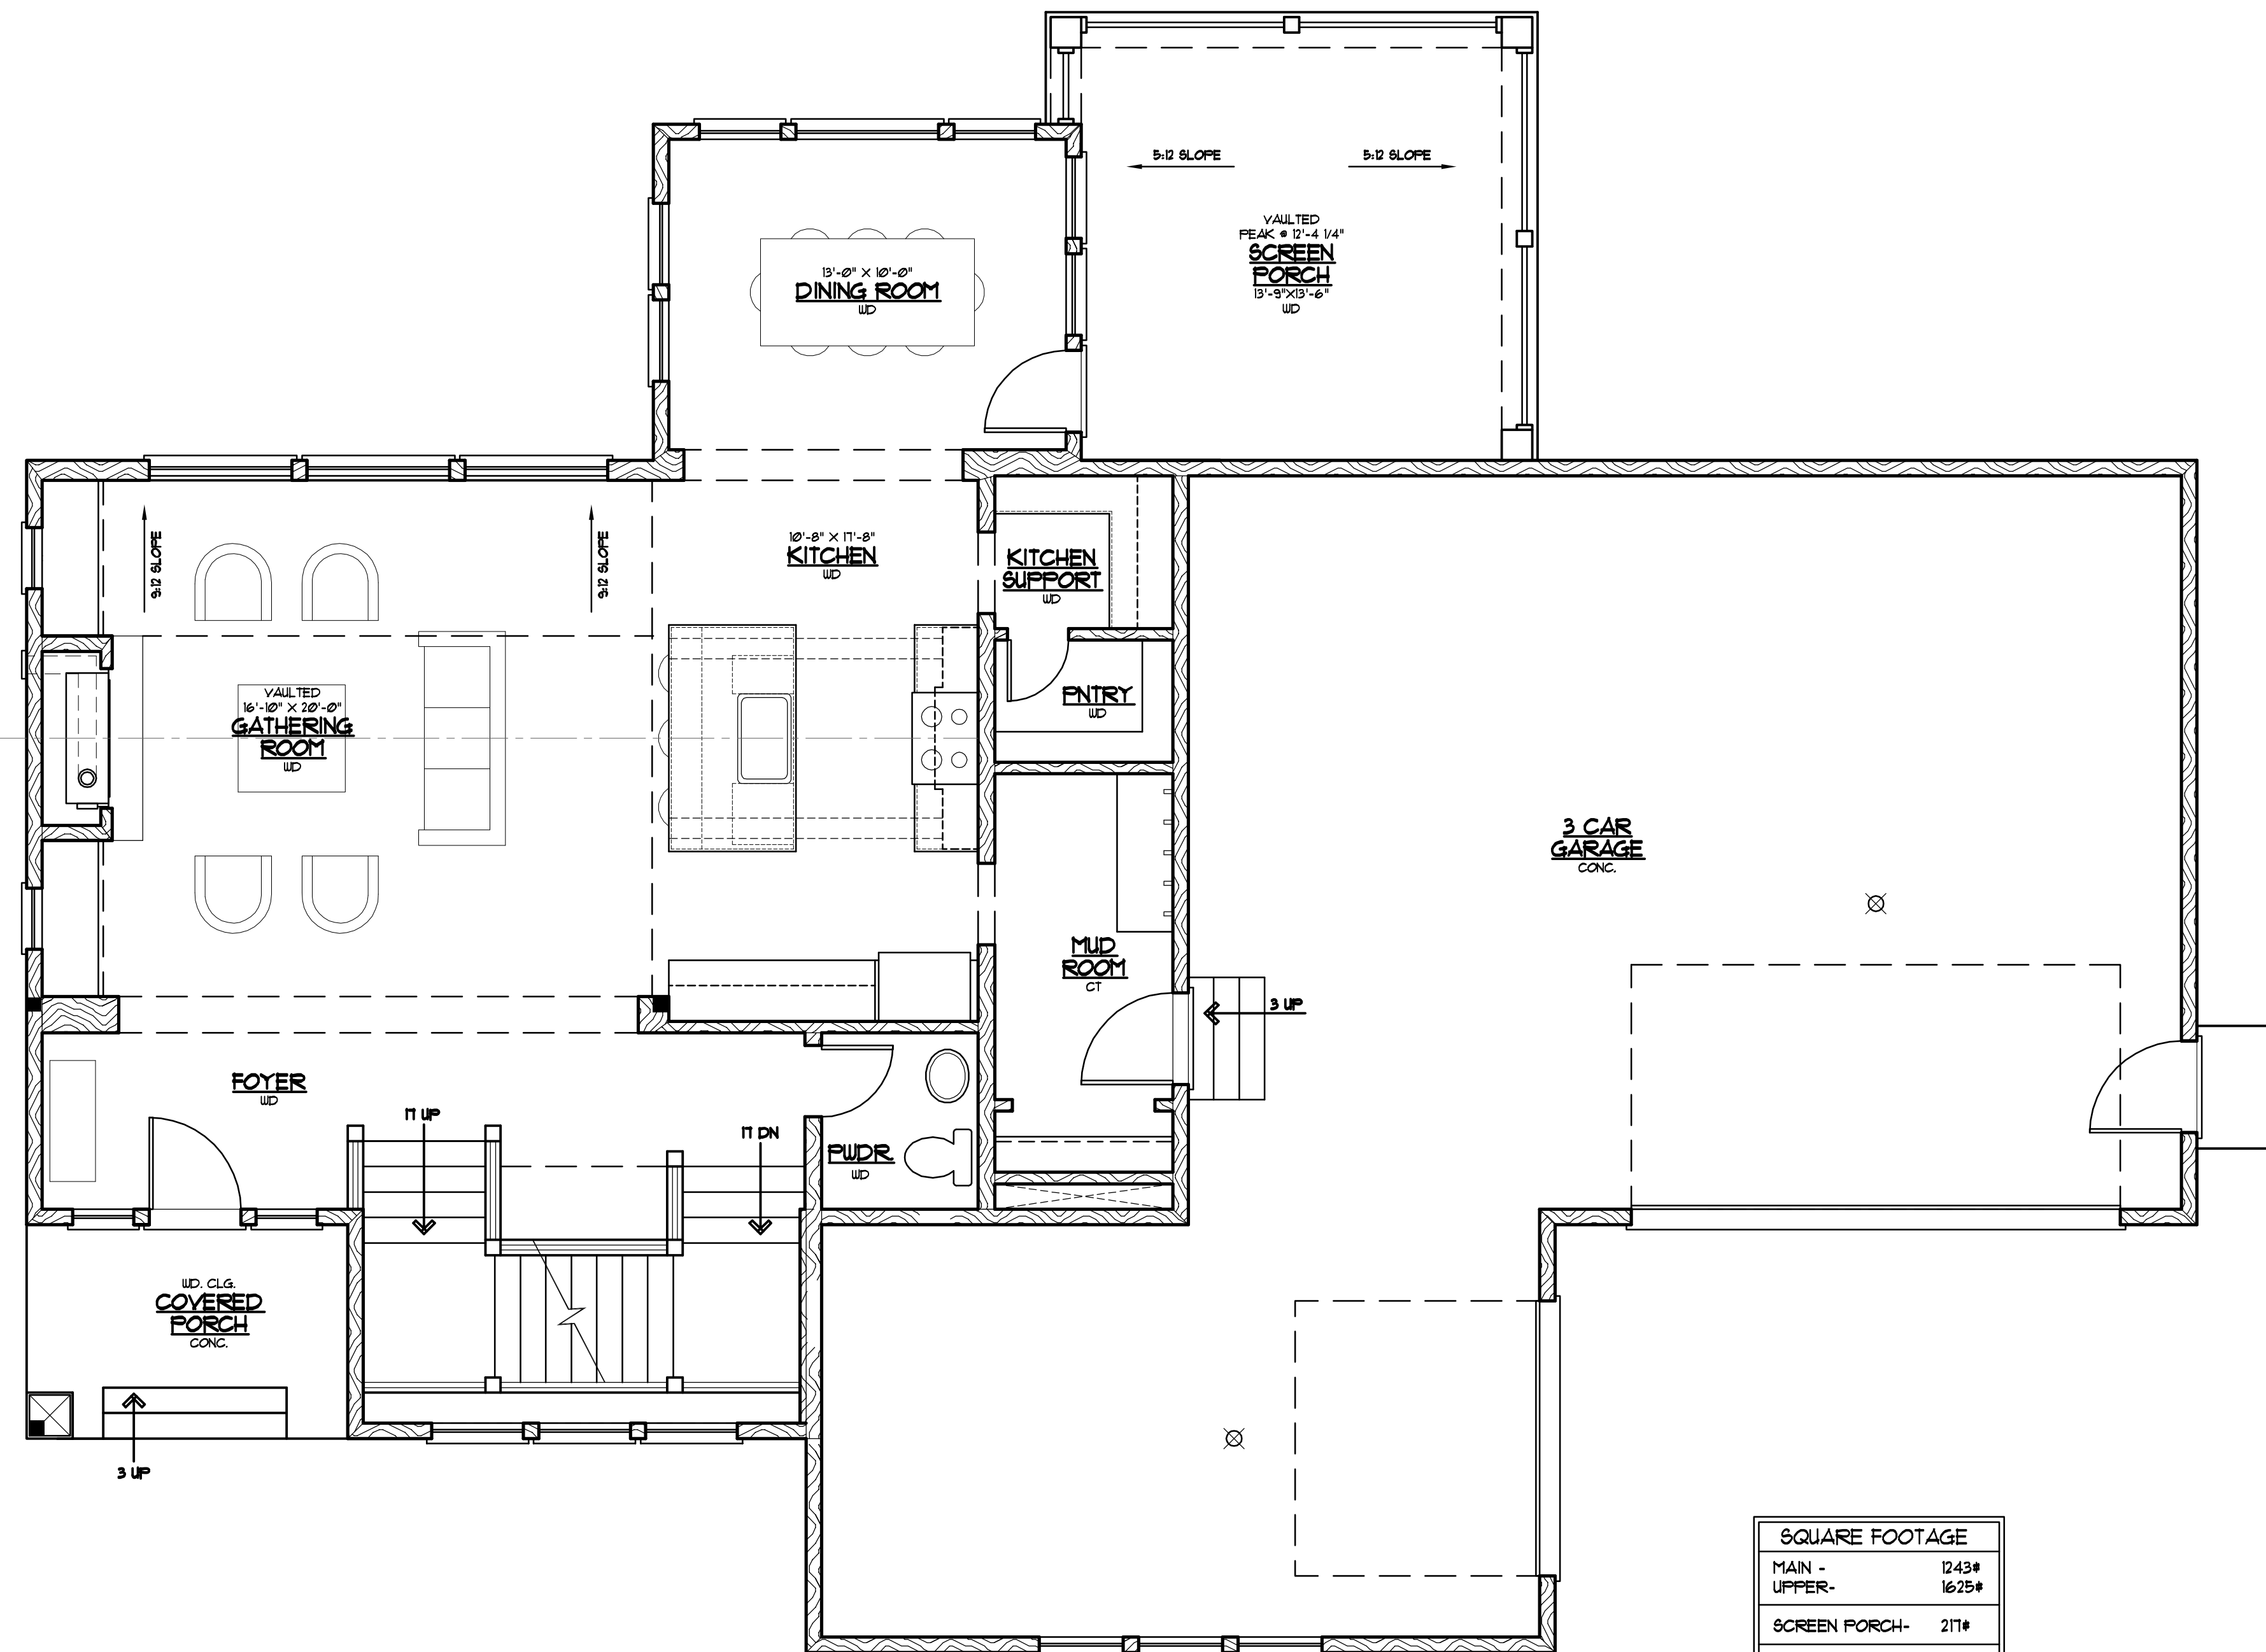 5:12 SLOPE
5:12 SLOPE
VAULTED
PEAK @ 12'-4 1/4"
SCREEN
PORCH
13'-9"X13'-6"
WD
13'-0" X 10'-0"
DINING ROOM
WD
9:12 SLOPE
9:12 SLOPE
10'-8" X 17'-8"
KITCHEN
WD
KITCHEN
SUPPORT
WD
PNTRY
WD
VAULTED
16'-10" X 20'-0"
GATHERING
ROOM
WD
3 CAR
GARAGE
CONC.
MUD
ROOM
CT
3 UP
FOYER
WD
17 UP
17 DN
PWDR.
WD
WD. CLG.
COVERED
PORCH
CONC.
3 UP
SQUARE FOOTAGE
MAIN - 1243#
UPPER- 1625#
SCREEN PORCH- 217#